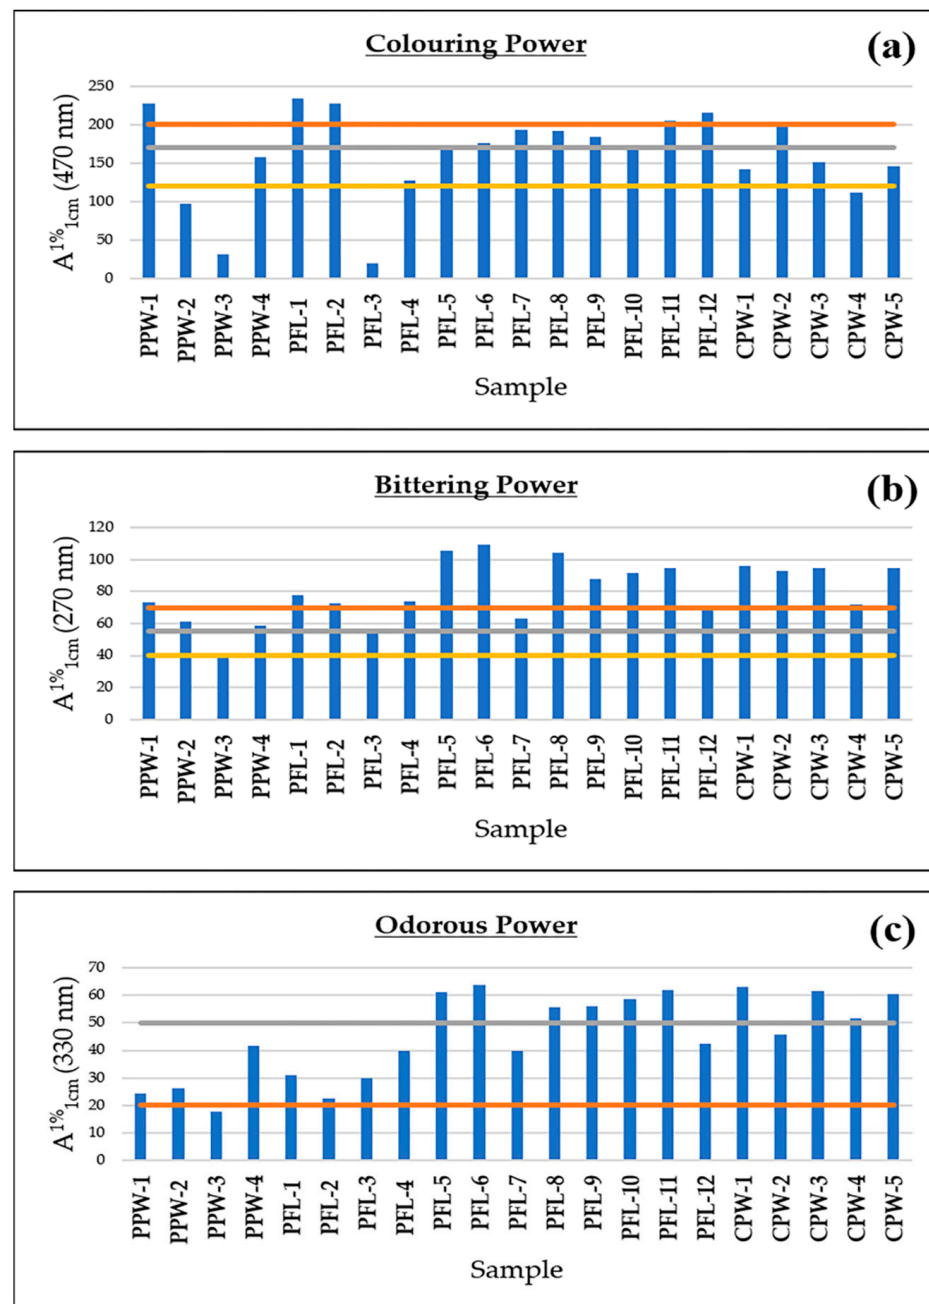 Colouring Power
(a)
A1%1cm (470 nm)
250
200
150
100
50
0
PPW-1 PPW-2 PPW-3 PPW-4 PFL-1 PFL-2 PFL-3 PFL-4 PFL-5 PFL-6 PFL-7 PFL-8 PFL-9 PFL-10 PFL-11 PFL-12 CPW-1 CPW-2 CPW-3 CPW-4 CPW-5
Sample
Bittering Power
(b)
A1%1cm (270 nm)
120
100
80
60
40
20
0
PPW-1 PPW-2 PPW-3 PPW-4 PFL-1 PFL-2 PFL-3 PFL-4 PFL-5 PFL-6 PFL-7 PFL-8 PFL-9 PFL-10 PFL-11 PFL-12 CPW-1 CPW-2 CPW-3 CPW-4 CPW-5
Sample
Odorous Power
(c)
A1%1cm (330 nm)
70
60
50
40
30
20
10
0
PPW-1 PPW-2 PPW-3 PPW-4 PFL-1 PFL-2 PFL-3 PFL-4 PFL-5 PFL-6 PFL-7 PFL-8 PFL-9 PFL-10 PFL-11 PFL-12 CPW-1 CPW-2 CPW-3 CPW-4 CPW-5
Sample